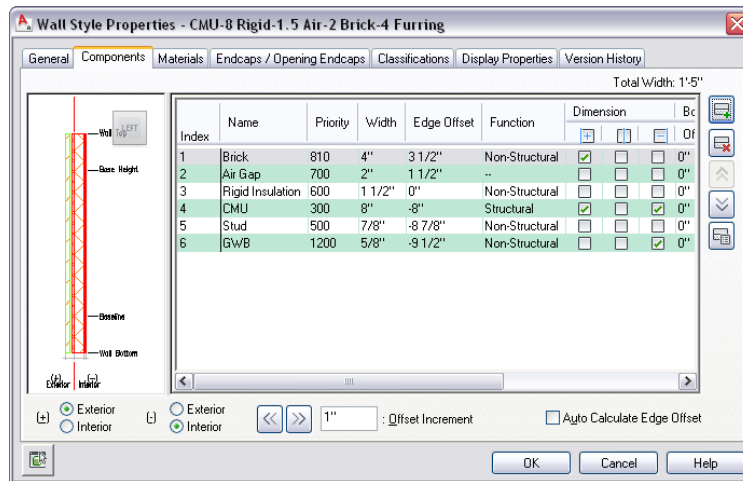 Wall Style Properties - CMU-8 Rigid-1.5 Air-2 Brick-4 Furring
General Components Materials Endcaps / Opening Endcaps Classifications Display Properties Version History
Total Width: 1'-5"
Index Name Priority Width Edge Offset Function Dimension Bc
Of
1 Brick 810 4" 3 1/2" Non-Structural 0"
2 Air Gap 700 2" 1 1/2" -- 0"
3 Rigid Insulation 600 1 1/2" 0" Non-Structural 0"
4 CMU 300 8" -8" Structural 0"
5 Stud 500 7/8" -8 7/8" Non-Structural 0"
6 GWB 1200 5/8" -9 1/2" Non-Structural 0"
LEFT
Wall Top
Base Height
Baseline
Wall Bottom
(+) (-)
Exterior Interior
(+) Exterior Interior (-) Exterior Interior << >> 1" : Offset Increment Auto Calculate Edge Offset
OK Cancel Help